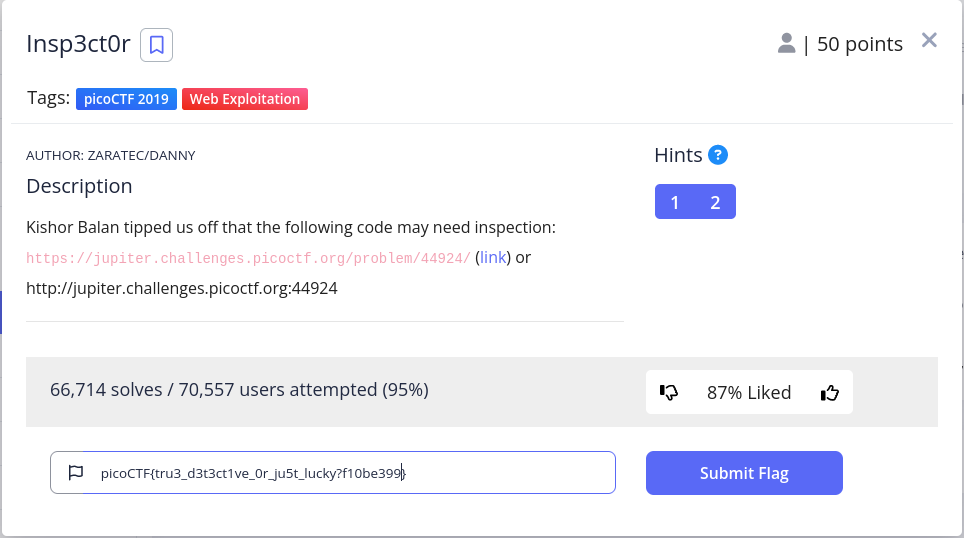 Insp3ct0r
| 50 points
Tags: picoCTF 2019 Web Exploitation
AUTHOR: ZARATEC/DANNY
Hints ?
Description
1 2
Kishor Balan tipped us off that the following code may need inspection:
https://jupiter.challenges.picoctf.org/problem/44924/ (link) or
http://jupiter.challenges.picoctf.org:44924
66,714 solves / 70,557 users attempted (95%)
87% Liked
picoCTF{tru3_d3t3ct1ve_0r_ju5t_lucky?f10be399}
Submit Flag